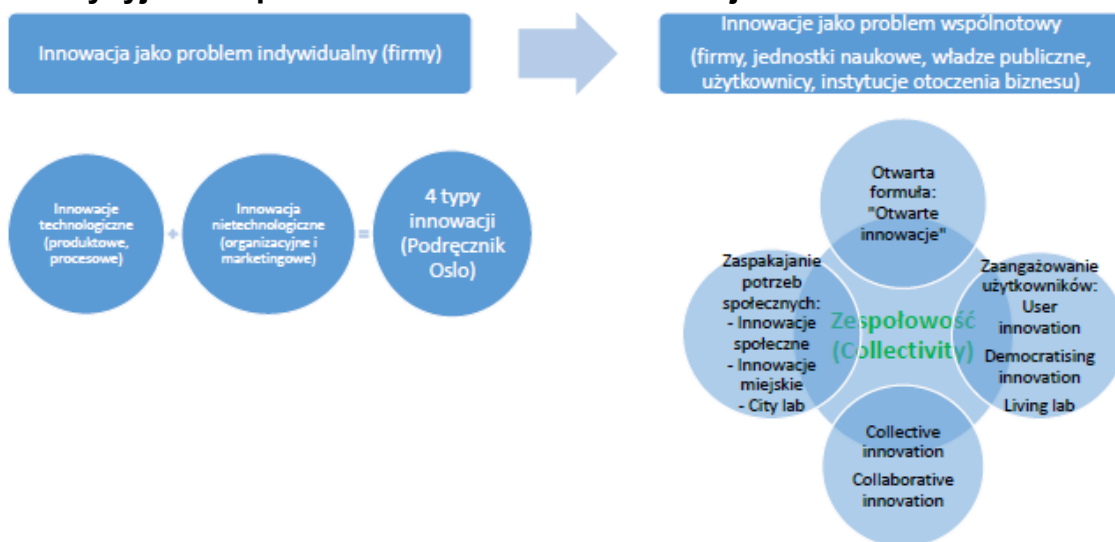 Innowacja jako problem indywidualny (firmy)
Innowacje jako problem wspólnotowy
(firmy, jednostki naukowe, władze publiczne,
użytkownicy, instytucje otoczenia biznesu)
Innowacje
technologiczne
(produktowe,
procesowe)
+
Innowacja
nietechnologiczne
(organizacyjne i
marketingowe)
=
4 typy
innowacji
(Podręcznik
Oslo)
Otwarta
formuła:
"Otwarte
innowacje"
Zaspakajanie
potrzeb
społecznych:
- Innowacje
społeczne
- Innowacje
miejskie
- City lab
Zespołowość
(Collectivity)
Zaangażowanie
użytkowników:
User
innovation
Democratising
innovation
Living lab
Collective
innovation
Collaborative
innovation